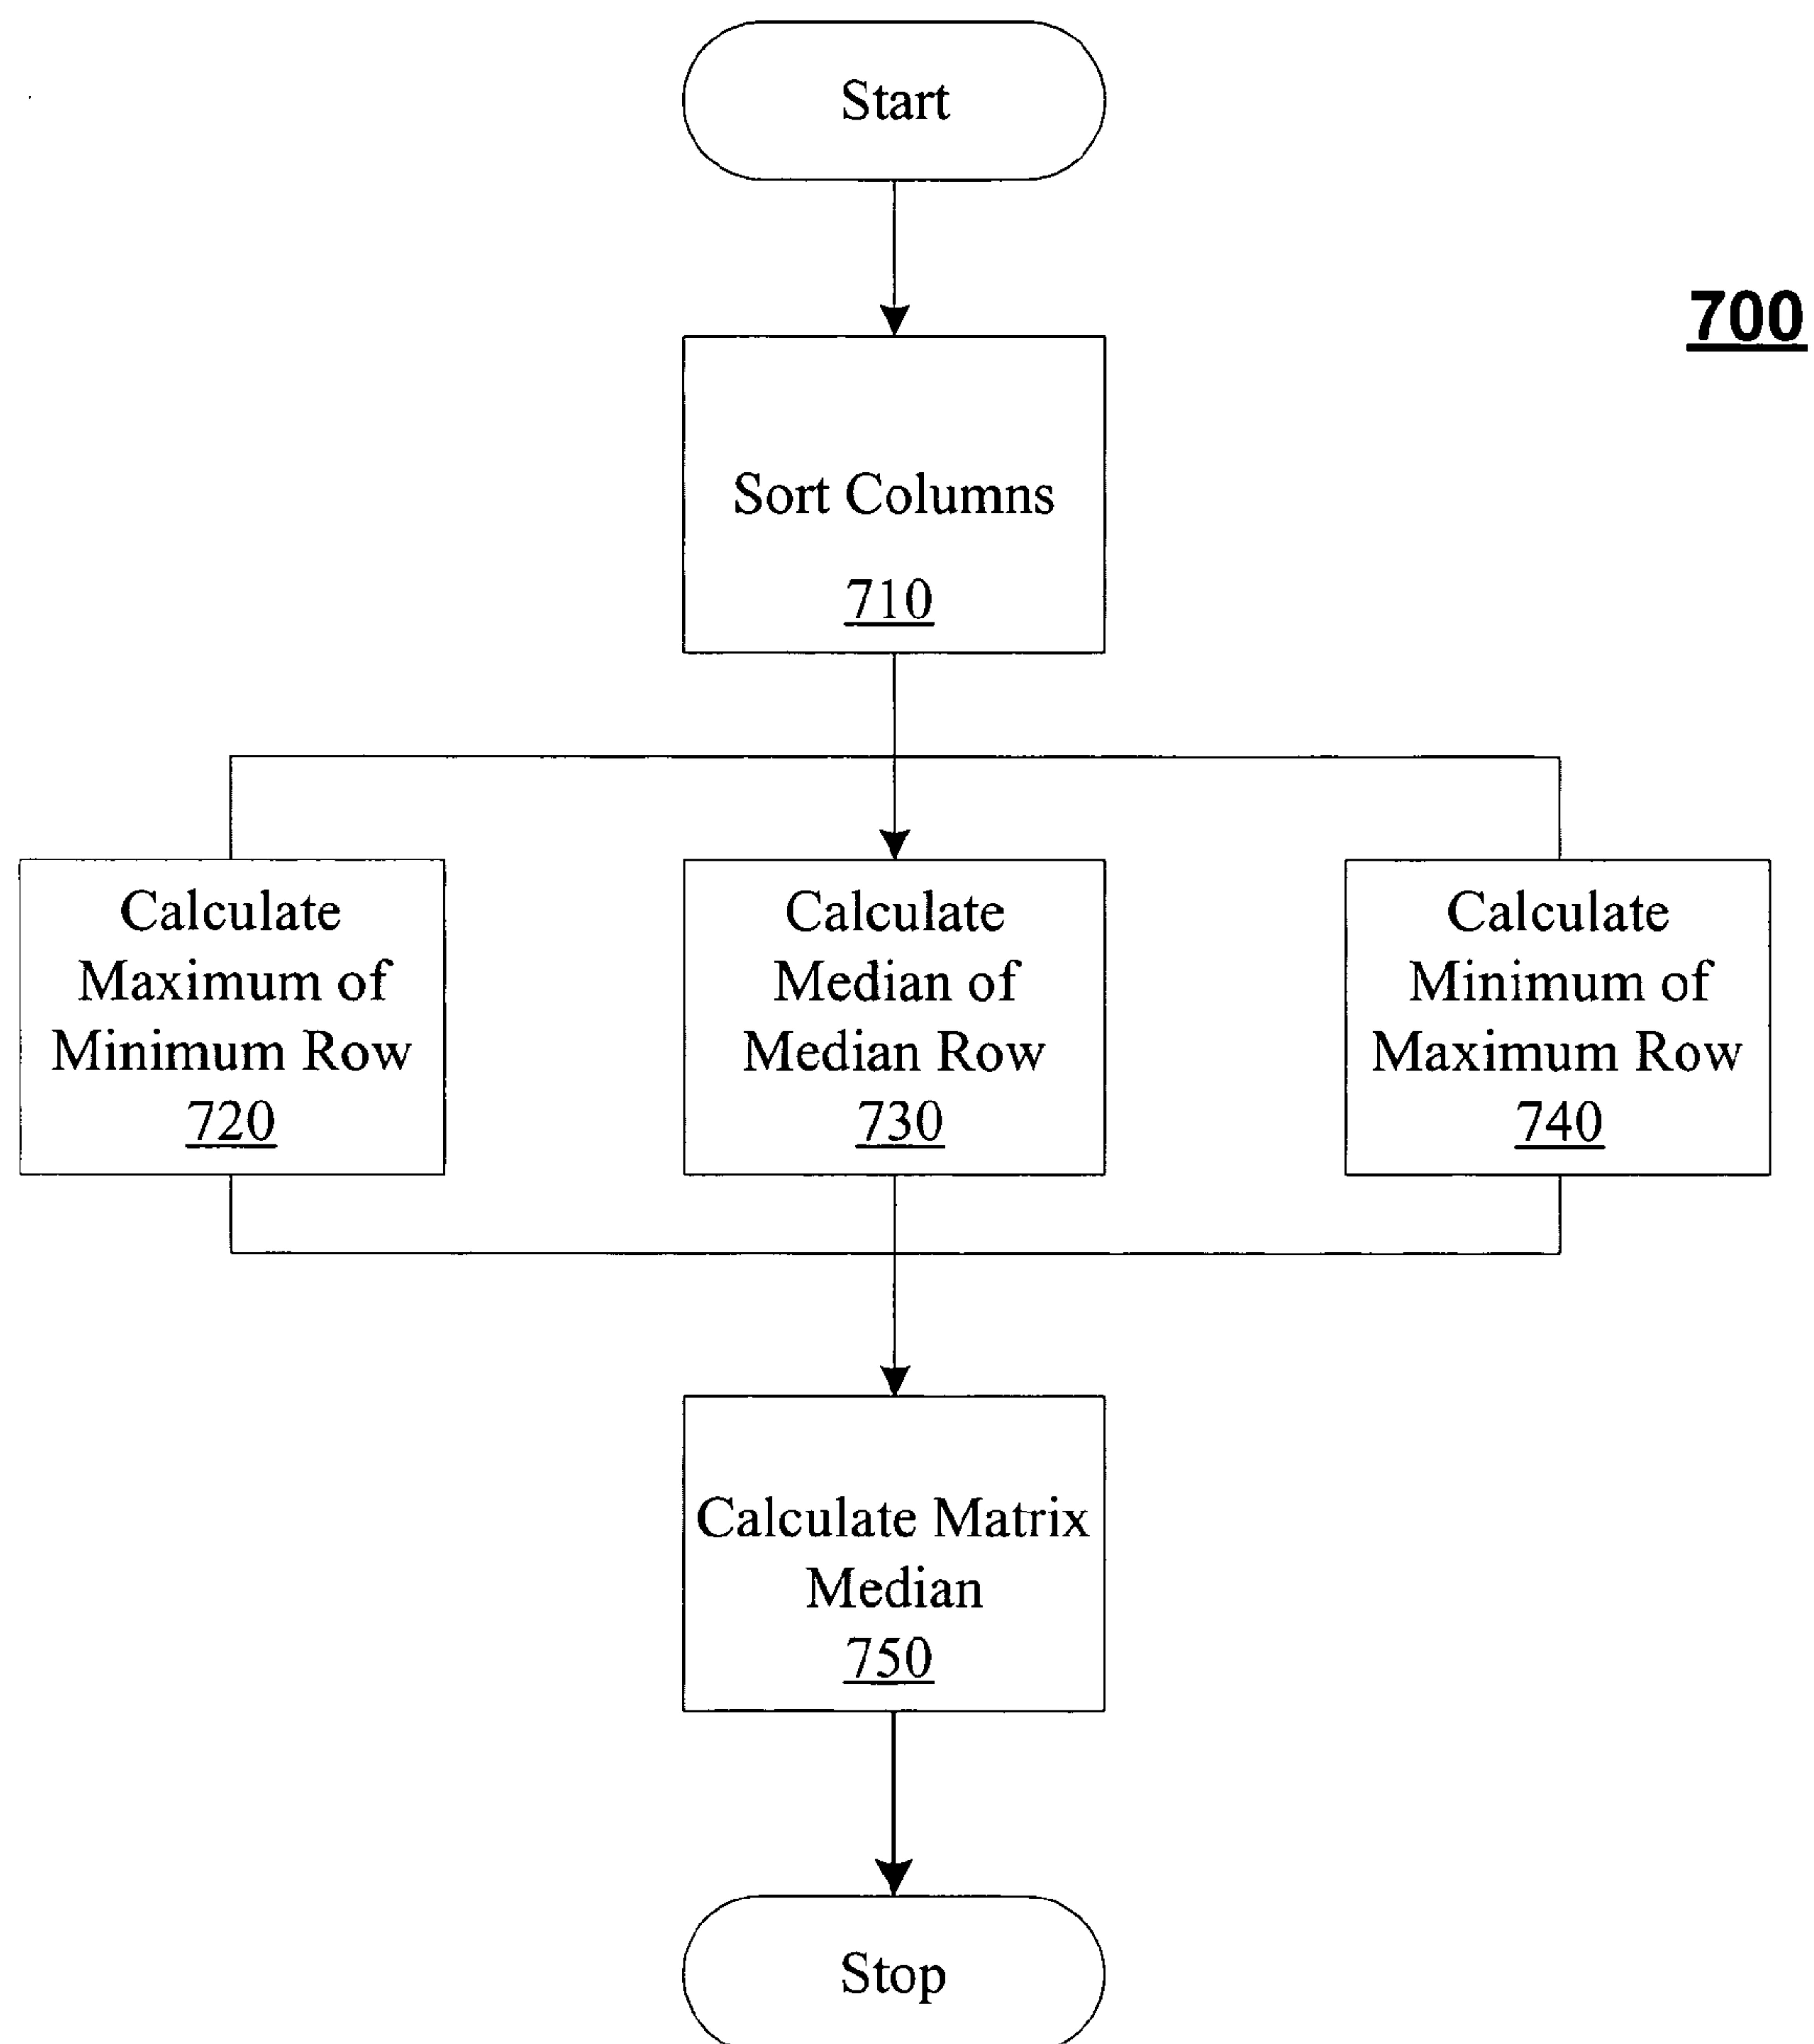 Start
700
Sort Columns
710
Calculate
Maximum of
Minimum Row
720
Calculate
Median of
Median Row
730
Calculate
Minimum of
Maximum Row
740
Calculate Matrix
Median
750
Stop